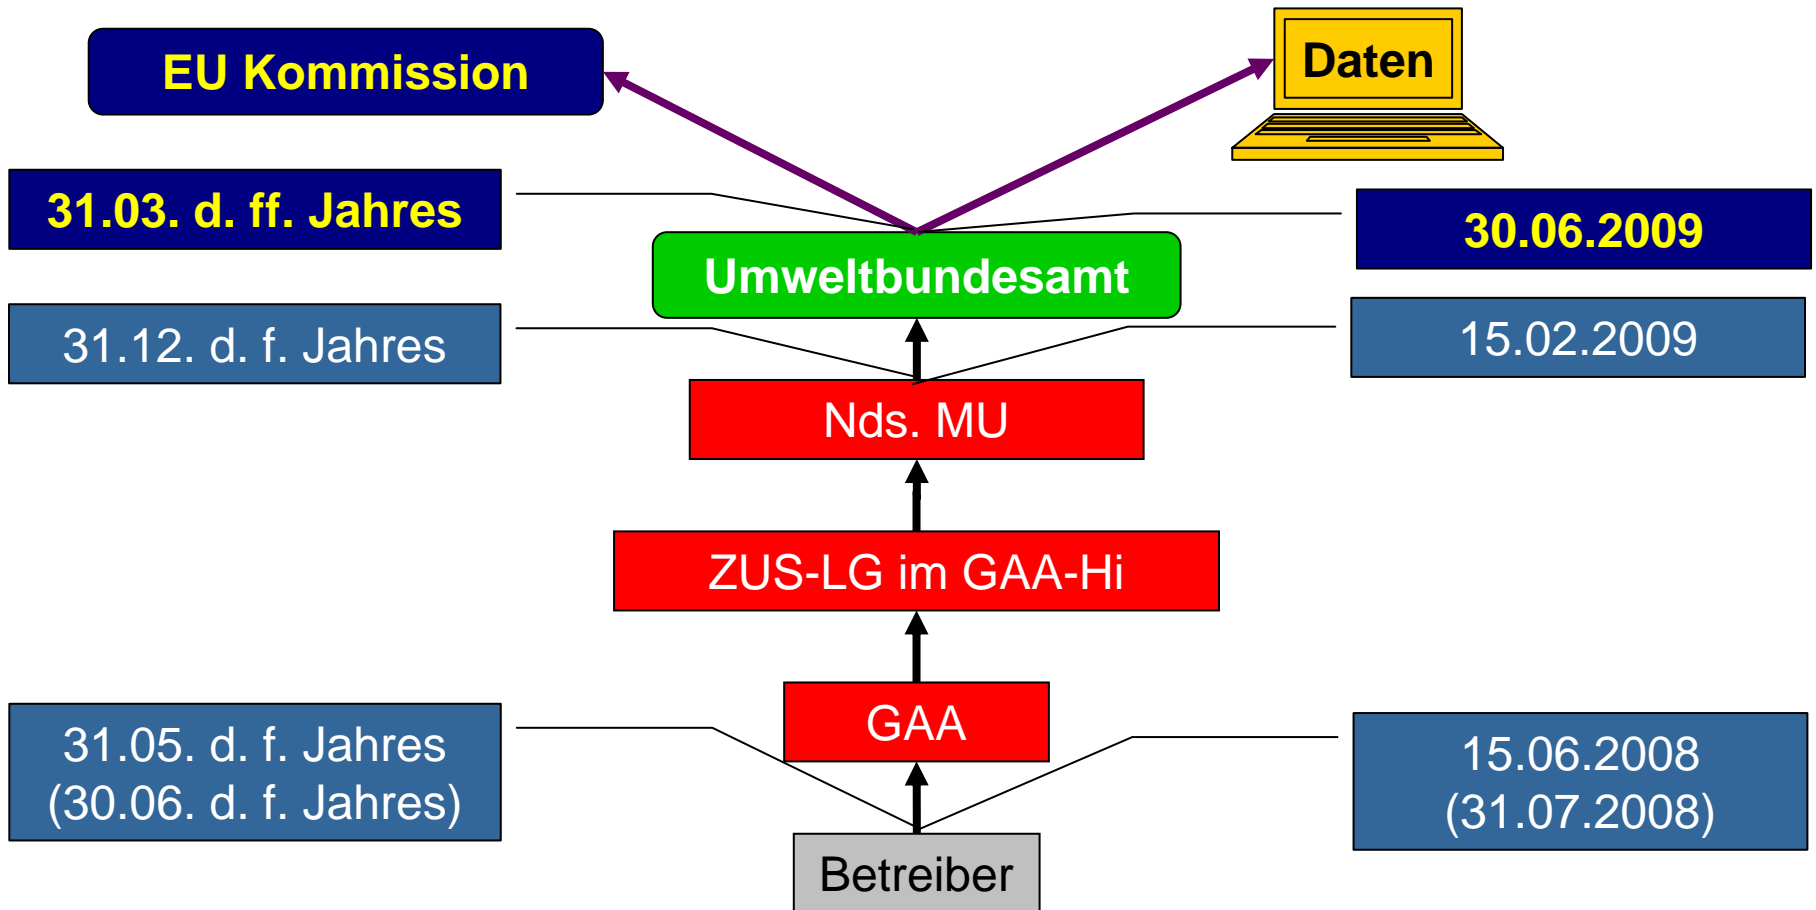 EU Kommission
Daten
31.03. d. ff. Jahres
30.06.2009
Umweltbundesamt
31.12. d. f. Jahres
15.02.2009
Nds. MU
ZUS-LG im GAA-Hi
GAA
31.05. d. f. Jahres
(30.06. d. f. Jahres)
15.06.2008
(31.07.2008)
Betreiber